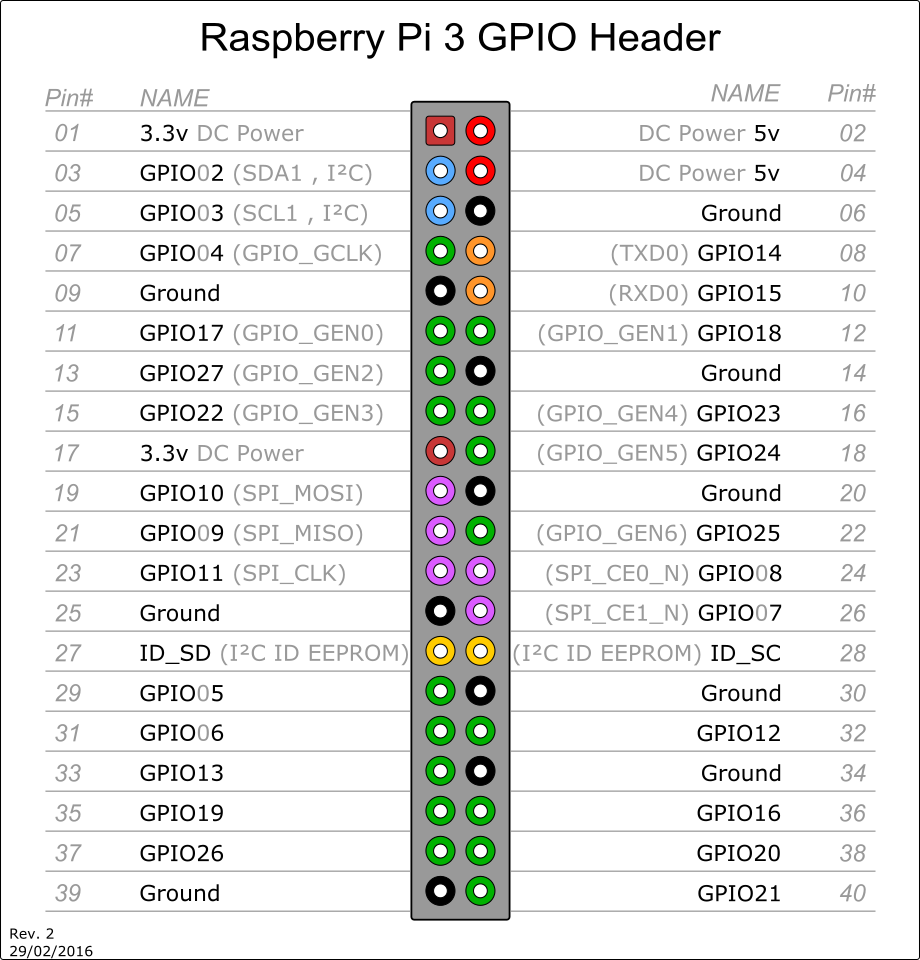 Raspberry Pi 3 GPIO Header
Pin# NAME NAME Pin#
01 3.3v DC Power DC Power 5v 02
03 GPIO02 (SDA1 , I²C) DC Power 5v 04
05 GPIO03 (SCL1 , I²C) Ground 06
07 GPIO04 (GPIO_GCLK) (TXD0) GPIO14 08
09 Ground (RXD0) GPIO15 10
11 GPIO17 (GPIO_GEN0) (GPIO_GEN1) GPIO18 12
13 GPIO27 (GPIO_GEN2) Ground 14
15 GPIO22 (GPIO_GEN3) (GPIO_GEN4) GPIO23 16
17 3.3v DC Power (GPIO_GEN5) GPIO24 18
19 GPIO10 (SPI_MOSI) Ground 20
21 GPIO09 (SPI_MISO) (GPIO_GEN6) GPIO25 22
23 GPIO11 (SPI_CLK) (SPI_CE0_N) GPIO08 24
25 Ground (SPI_CE1_N) GPIO07 26
27 ID_SD (I²C ID EEPROM) (I²C ID EEPROM) ID_SC 28
29 GPIO05 Ground 30
31 GPIO06 GPIO12 32
33 GPIO13 Ground 34
35 GPIO19 GPIO16 36
37 GPIO26 GPIO20 38
39 Ground GPIO21 40
Rev. 2
29/02/2016